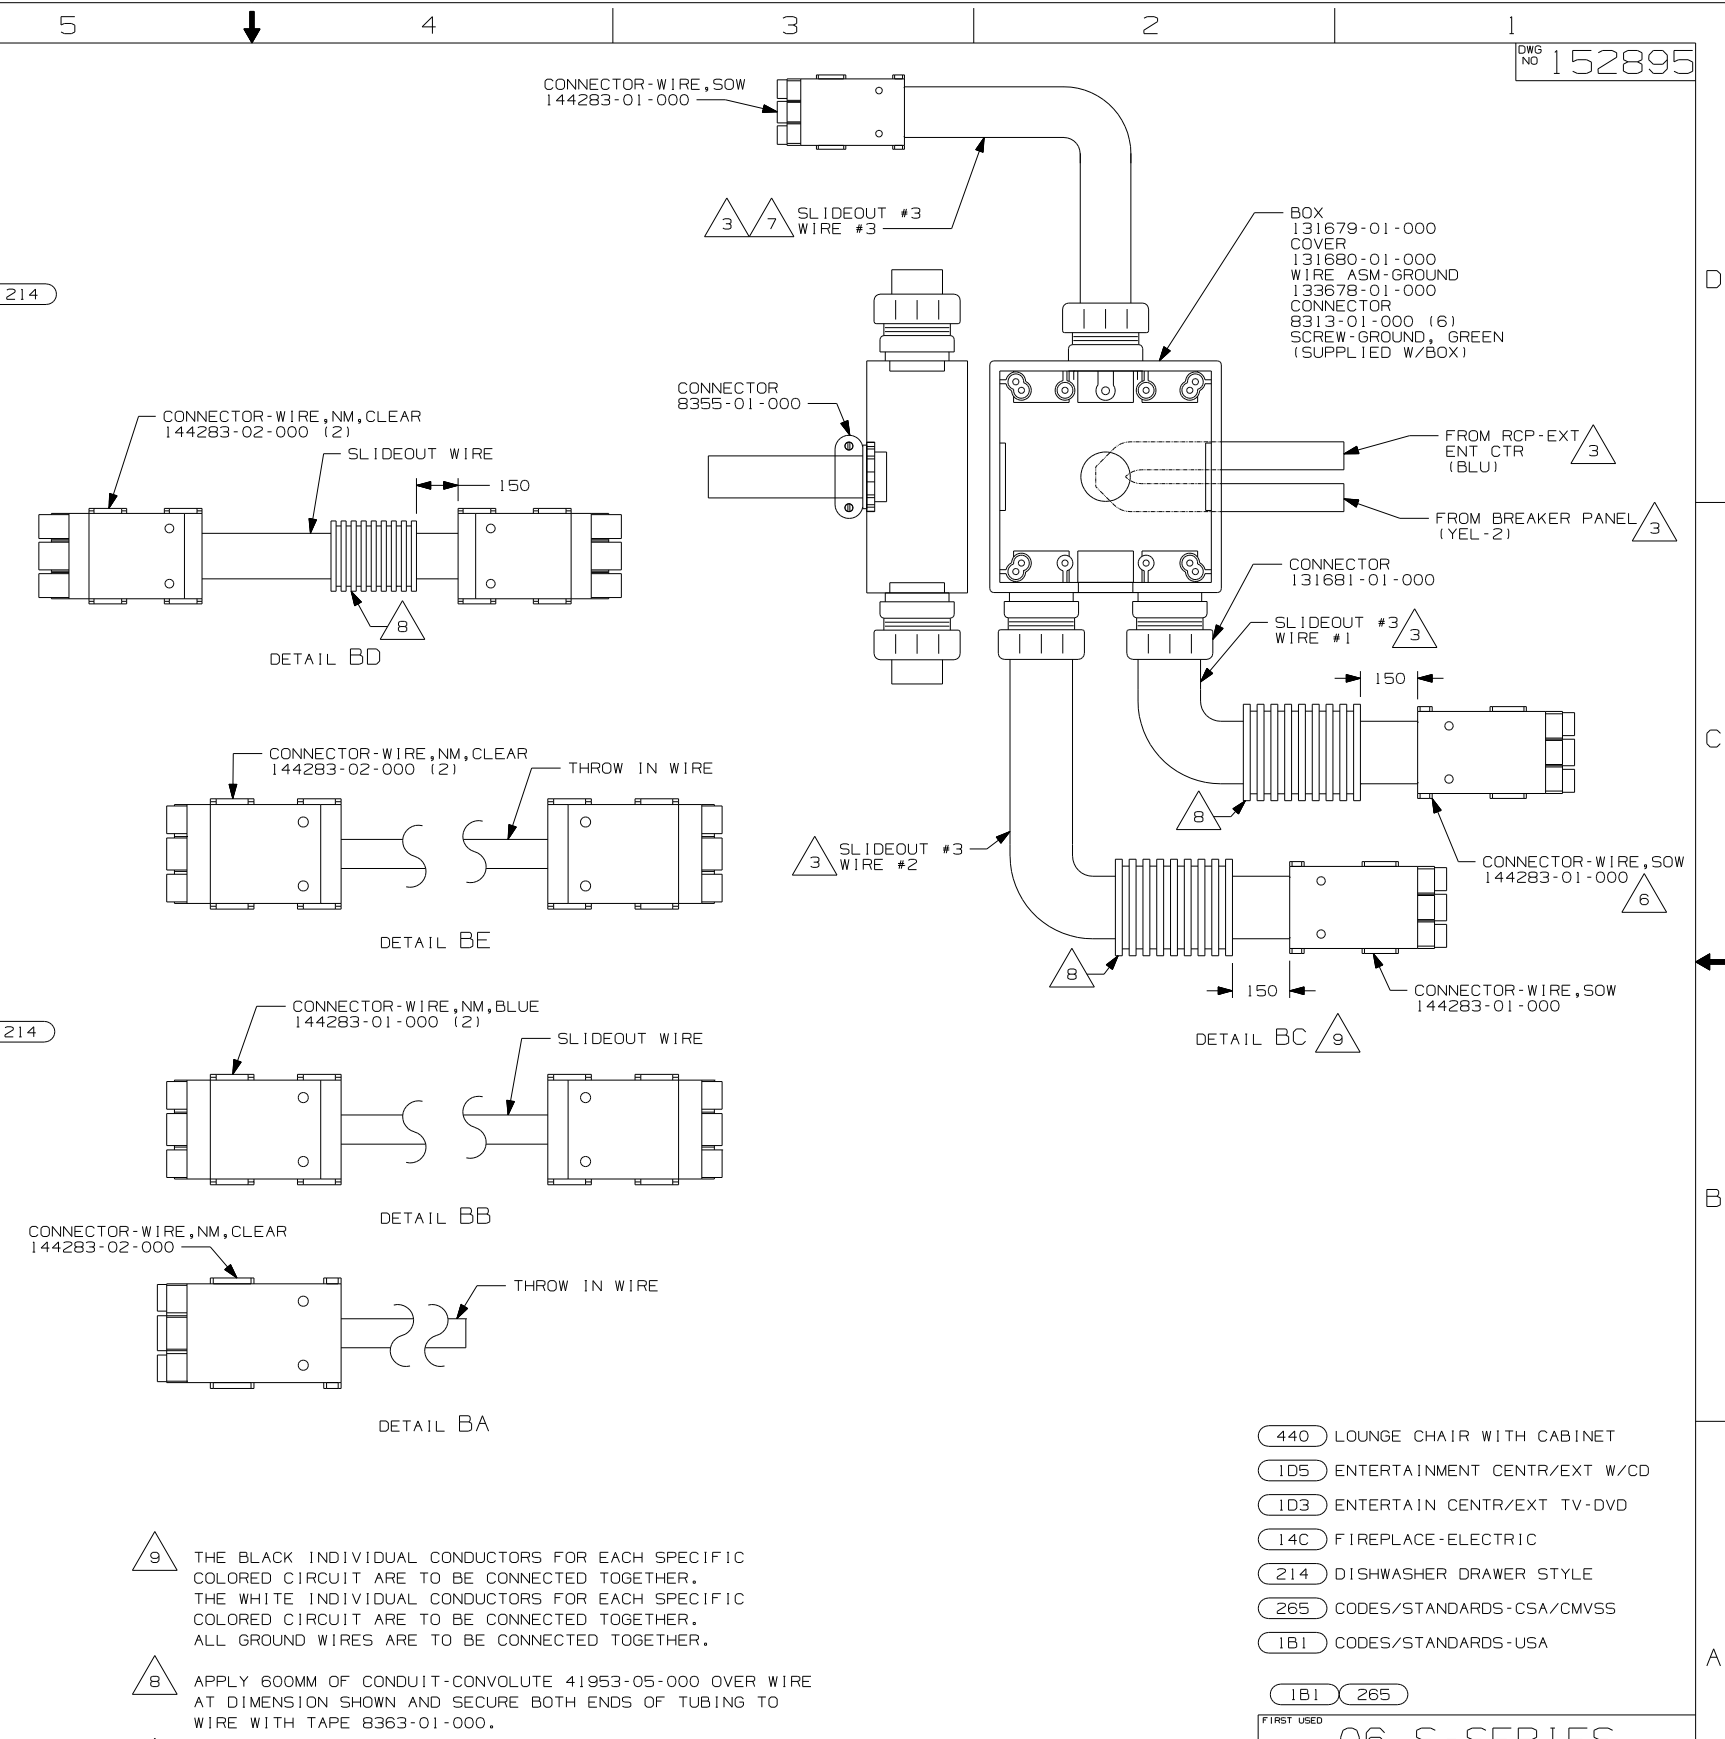 5 4 3 2 1
DWG NO 152895
CONNECTOR-WIRE,SOW
144283-01-000
3 7 SLIDEOUT #3
WIRE #3
BOX
131679-01-000
COVER
131680-01-000
WIRE ASM-GROUND
133678-01-000
CONNECTOR
8313-01-000 (6)
SCREW-GROUND, GREEN
(SUPPLIED W/BOX)
D
214
CONNECTOR
8355-01-000
CONNECTOR-WIRE,NM,CLEAR
144283-02-000 (2)
SLIDEOUT WIRE
150
8
DETAIL BD
FROM RCP-EXT
ENT CTR
(BLU)
3
FROM BREAKER PANEL
(YEL-2)
3
CONNECTOR
131681-01-000
SLIDEOUT #3
WIRE #1
3
150
C
8
CONNECTOR-WIRE,NM,CLEAR
144283-02-000 (2)
THROW IN WIRE
DETAIL BE
3 SLIDEOUT #3
WIRE #2
CONNECTOR-WIRE,SOW
144283-01-000
6
8
150
CONNECTOR-WIRE,SOW
144283-01-000
DETAIL BC 9
214
CONNECTOR-WIRE,NM,BLUE
144283-01-000 (2)
SLIDEOUT WIRE
DETAIL BB
B
CONNECTOR-WIRE,NM,CLEAR
144283-02-000
THROW IN WIRE
DETAIL BA
440 LOUNGE CHAIR WITH CABINET
1D5 ENTERTAINMENT CENTR/EXT W/CD
1D3 ENTERTAIN CENTR/EXT TV-DVD
14C FIREPLACE-ELECTRIC
214 DISHWASHER DRAWER STYLE
265 CODES/STANDARDS-CSA/CMVSS
1B1 CODES/STANDARDS-USA
A
9 THE BLACK INDIVIDUAL CONDUCTORS FOR EACH SPECIFIC
COLORED CIRCUIT ARE TO BE CONNECTED TOGETHER.
THE WHITE INDIVIDUAL CONDUCTORS FOR EACH SPECIFIC
COLORED CIRCUIT ARE TO BE CONNECTED TOGETHER.
ALL GROUND WIRES ARE TO BE CONNECTED TOGETHER.
8 APPLY 600MM OF CONDUIT-CONVOLUTE 41953-05-000 OVER WIRE
AT DIMENSION SHOWN AND SECURE BOTH ENDS OF TUBING TO
WIRE WITH TAPE 8363-01-000.
1B1 265
FIRST USED
06 S-SERIES